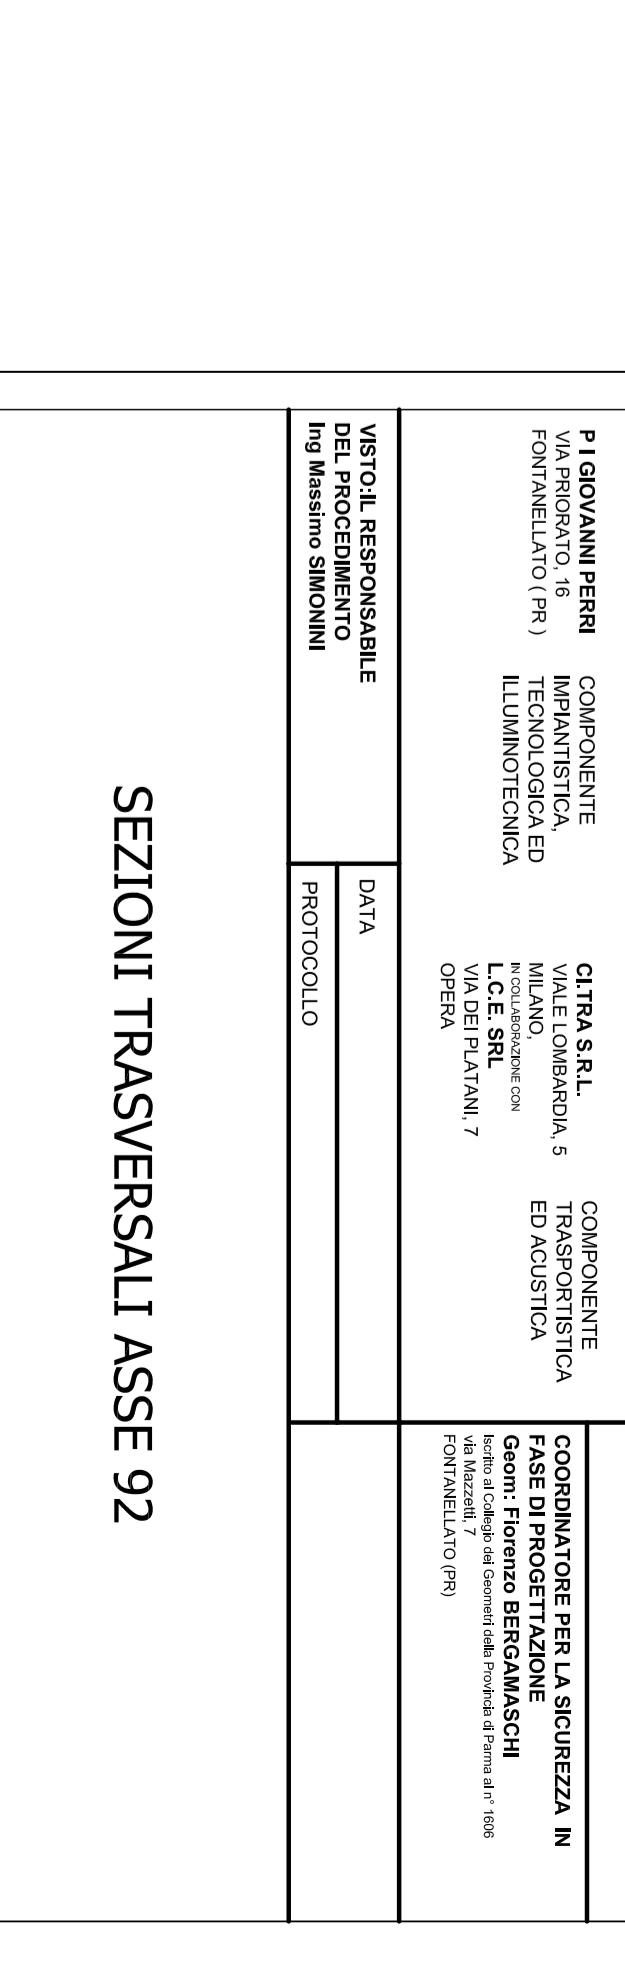 P I GIOVANNI PERRI
VIA PRIORATO, 16
FONTANELLATO ( PR )
COMPONENTE
IMPIANTISTICA,
TECNOLOGICA ED
ILLUMINOTECNICA
CI.TRA S.R.L.
VIALE LOMBARDIA, 5
MILANO,
IN COLLABORAZIONE CON
L.C.E. SRL
VIA DEI PLATANI, 7
OPERA
COMPONENTE
TRASPORTISTICA
ED ACUSTICA
COORDINATORE PER LA SICUREZZA IN
FASE DI PROGETTAZIONE
Geom: Fiorenzo BERGAMASCHI
Iscritto al Collegio dei Geometri della Provincia di Parma al n° 1606
via Mazzetti, 7
FONTANELLATO (PR)
VISTO:IL RESPONSABILE
DEL PROCEDIMENTO
Ing Massimo SIMONINI
DATA
PROTOCOLLO
SEZIONI TRASVERSALI ASSE 92